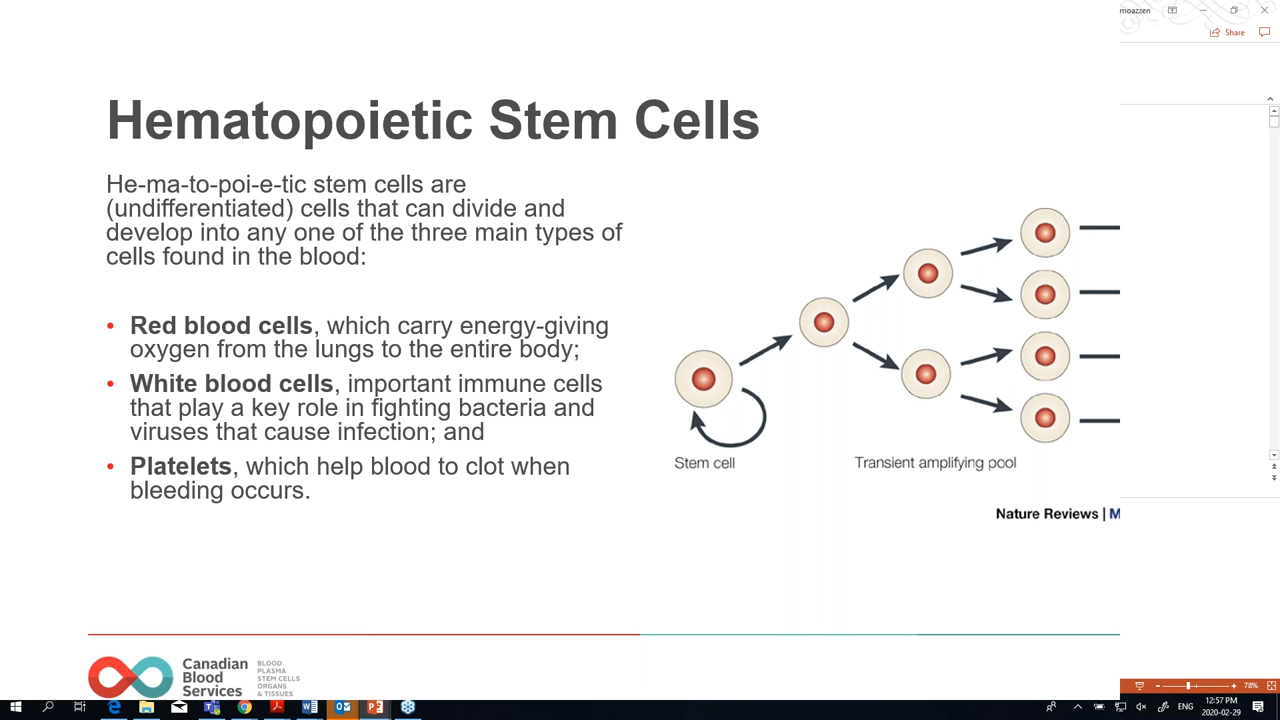 moazzen
Share
Hematopoietic Stem Cells
He-ma-to-poi-e-tic stem cells are
(undifferentiated) cells that can divide and
develop into any one of the three main types of
cells found in the blood:
• Red blood cells, which carry energy-giving
oxygen from the lungs to the entire body;
• White blood cells, important immune cells
that play a key role in fighting bacteria and
viruses that cause infection; and
• Platelets, which help blood to clot when
bleeding occurs.
Stem cell
Transient amplifying pool
Nature Reviews | M
Canadian
Blood
Services
BLOOD
PLASMA
STEM CELLS
ORGANS
& TISSUES
78%
ENG
12:57 PM
2020-02-29